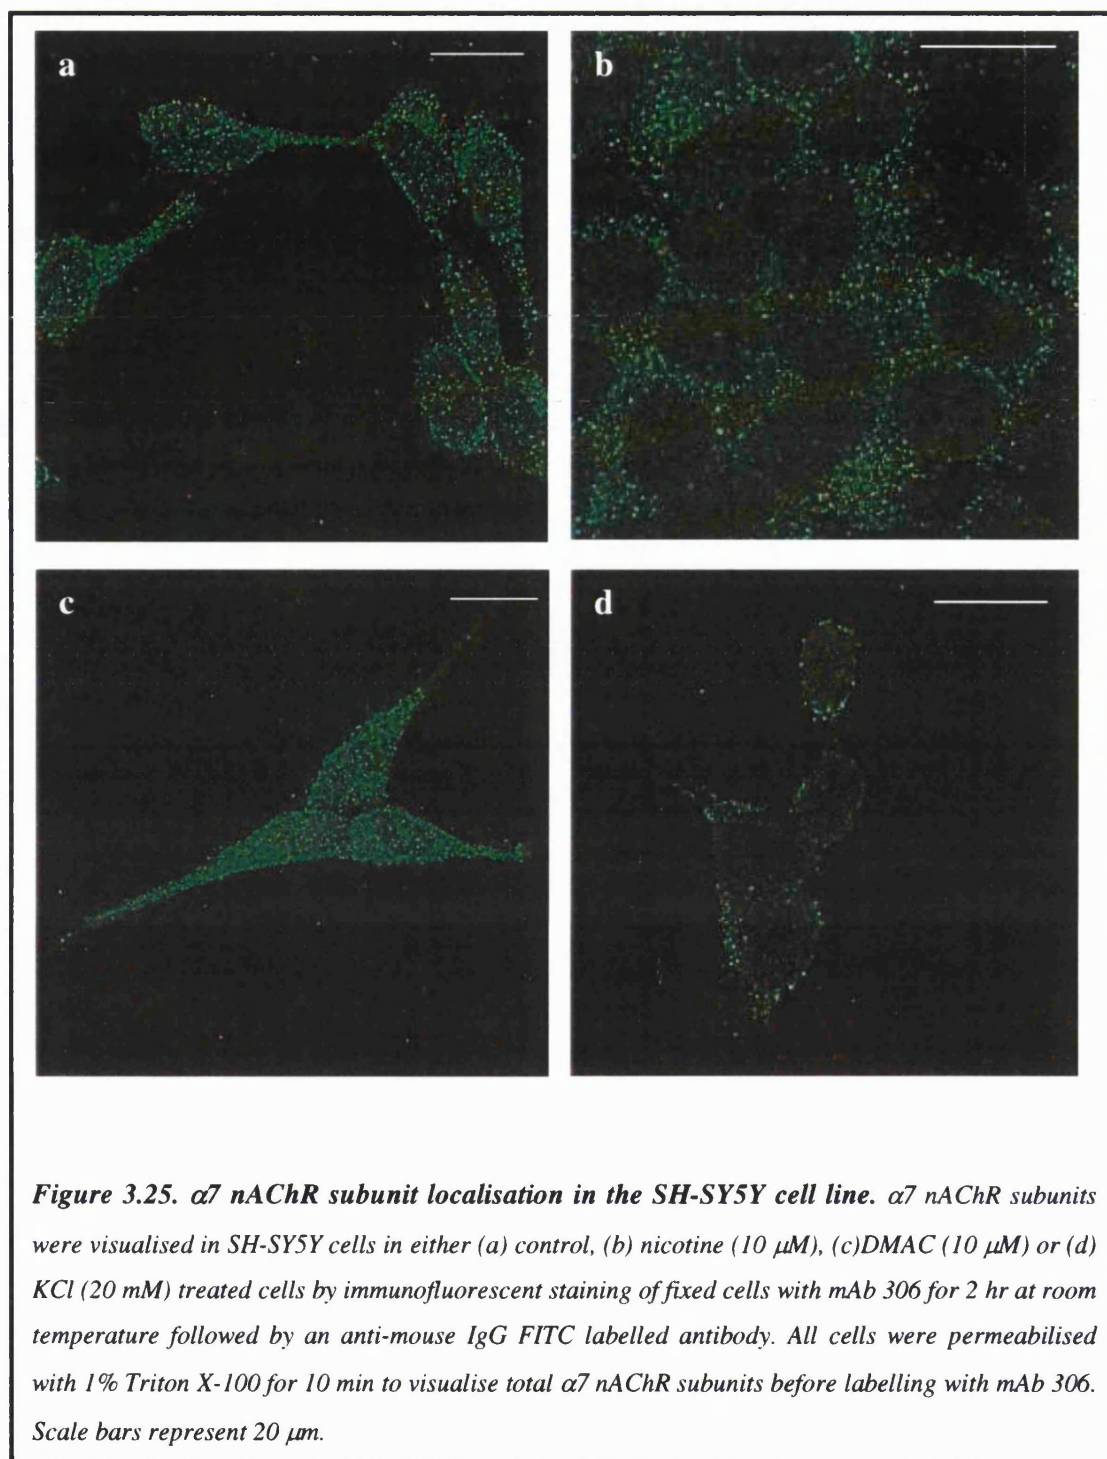 a
b
c
d
Figure 3.25. α7 nAChR subunit localisation in the SH-SY5Y cell line. α7 nAChR subunits
were visualised in SH-SY5Y cells in either (a) control, (b) nicotine (10 μM), (c)DMAC (10 μM) or (d)
KCl (20 mM) treated cells by immunofluorescent staining of fixed cells with mAb 306 for 2 hr at room
temperature followed by an anti-mouse IgG FITC labelled antibody. All cells were permeabilised
with 1% Triton X-100 for 10 min to visualise total α7 nAChR subunits before labelling with mAb 306.
Scale bars represent 20 μm.